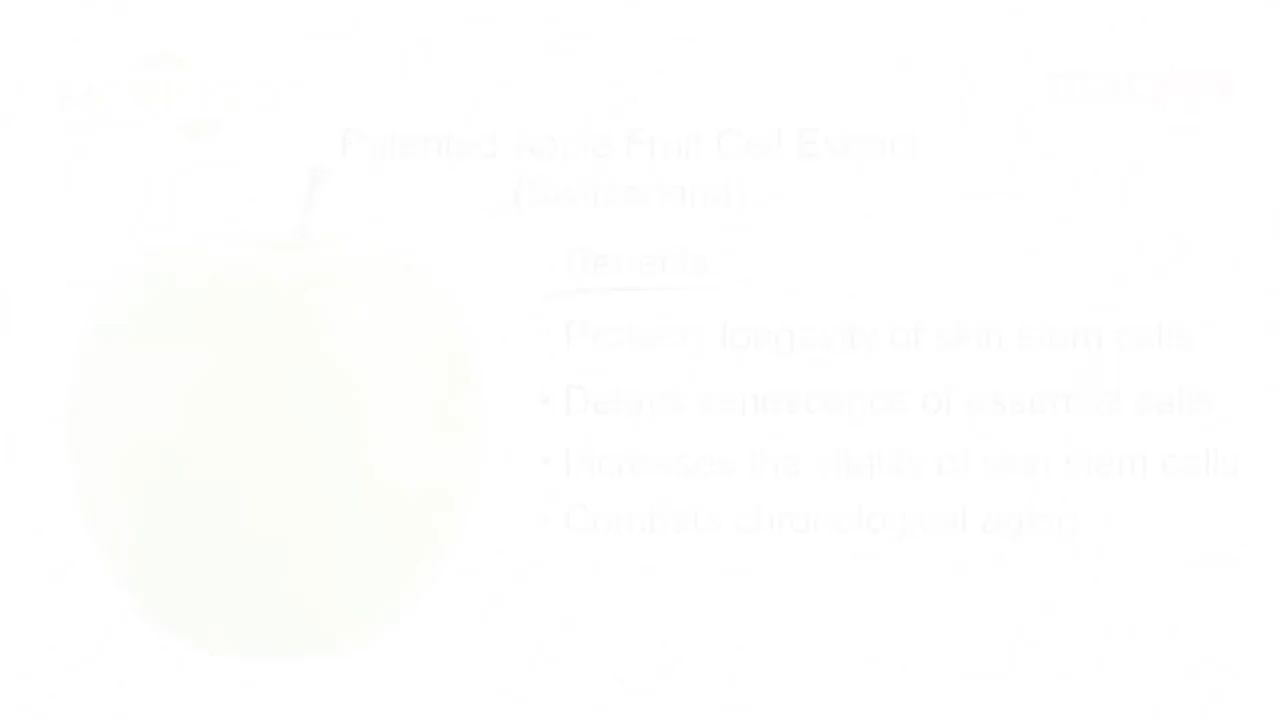 Patented Apple Fruit Cell Extract
(Switzerland)
Benefits
longevity of skin stem cells
• Delays senescence of essential cells
• Increases the vitality of skin stem cells
• Combats chronological aging